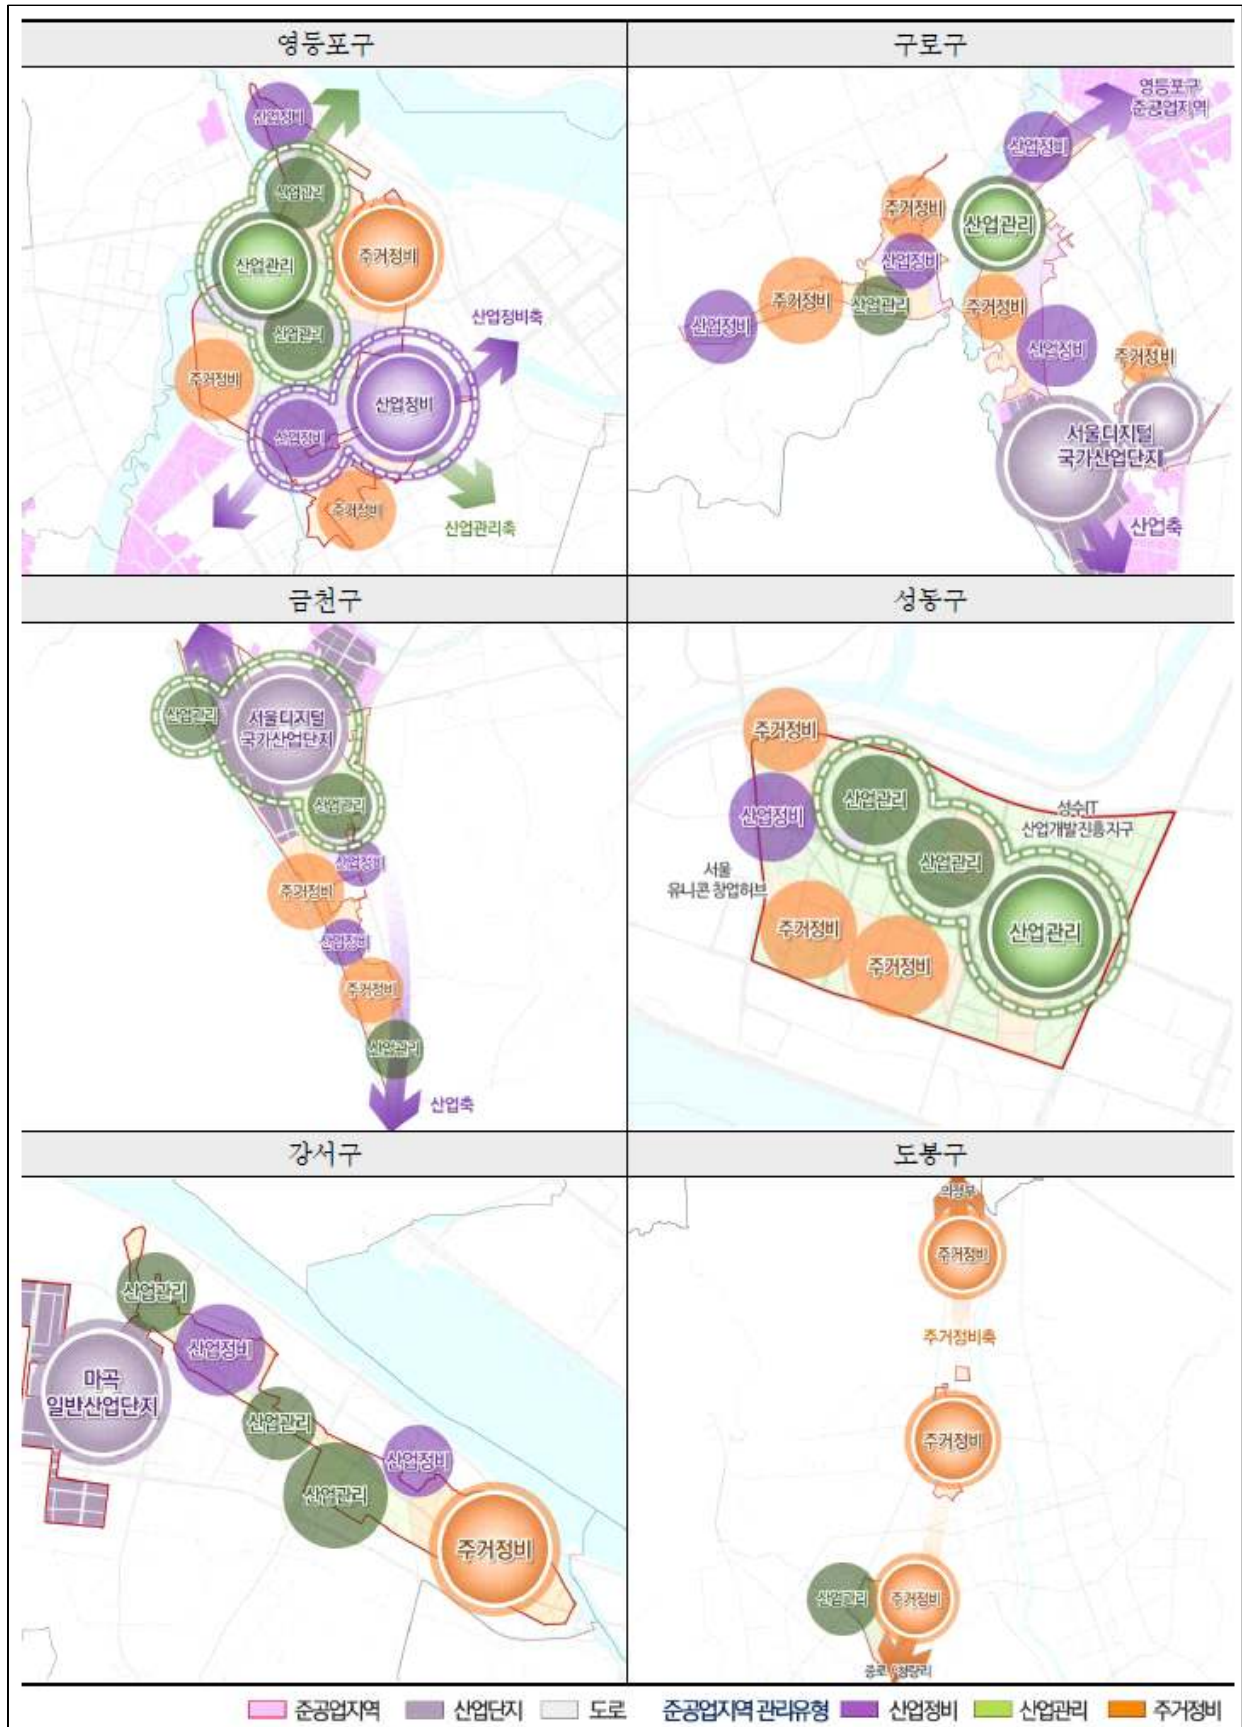 영등포구
산업정비
산업관리
산업관리
주거정비
산업관리
산업정비축
주거정비
산업정비
산업정비
주거정비
산업관리축
구로구
영등포구
준공업지역
산업정비
주거정비
산업관리
산업정비
주거정비
산업관리
주거정비
산업정비
산업정비
주거정비
서울디지털
국가산업단지
산업축
금천구
산업관리
서울디지털
국가산업단지
산업관리
산업정비
주거정비
산업정비
주거정비
산업관리
산업축
성동구
주거정비
산업관리
산업정비
성수IT
산업개발진흥지구
산업관리
서울
유니콘 창업허브
주거정비
산업관리
주거정비
강서구
산업관리
산업정비
마곡
일반산업단지
산업관리
산업정비
산업관리
주거정비
도봉구
의정부
주거정비
주거정비축
주거정비
산업관리
주거정비
종로·청량리
준공업지역 산업단지 도로 준공업지역 관리유형 산업정비 산업관리 주거정비